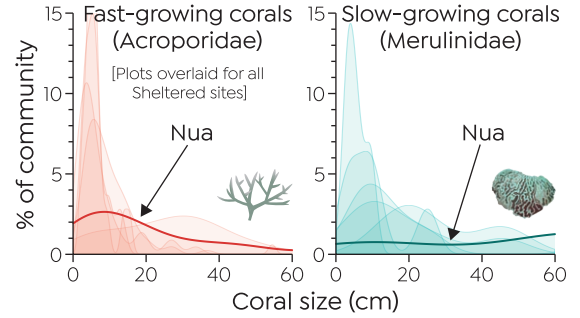 Fast-growing corals
(Acroporidae)
[Plots overlaid for all
Sheltered sites]
Nua
Slow-growing corals
(Merulinidae)
Nua
% of community
15
10
5
0
0
20
40
60
15
10
5
0
0
20
40
60
Coral size (cm)